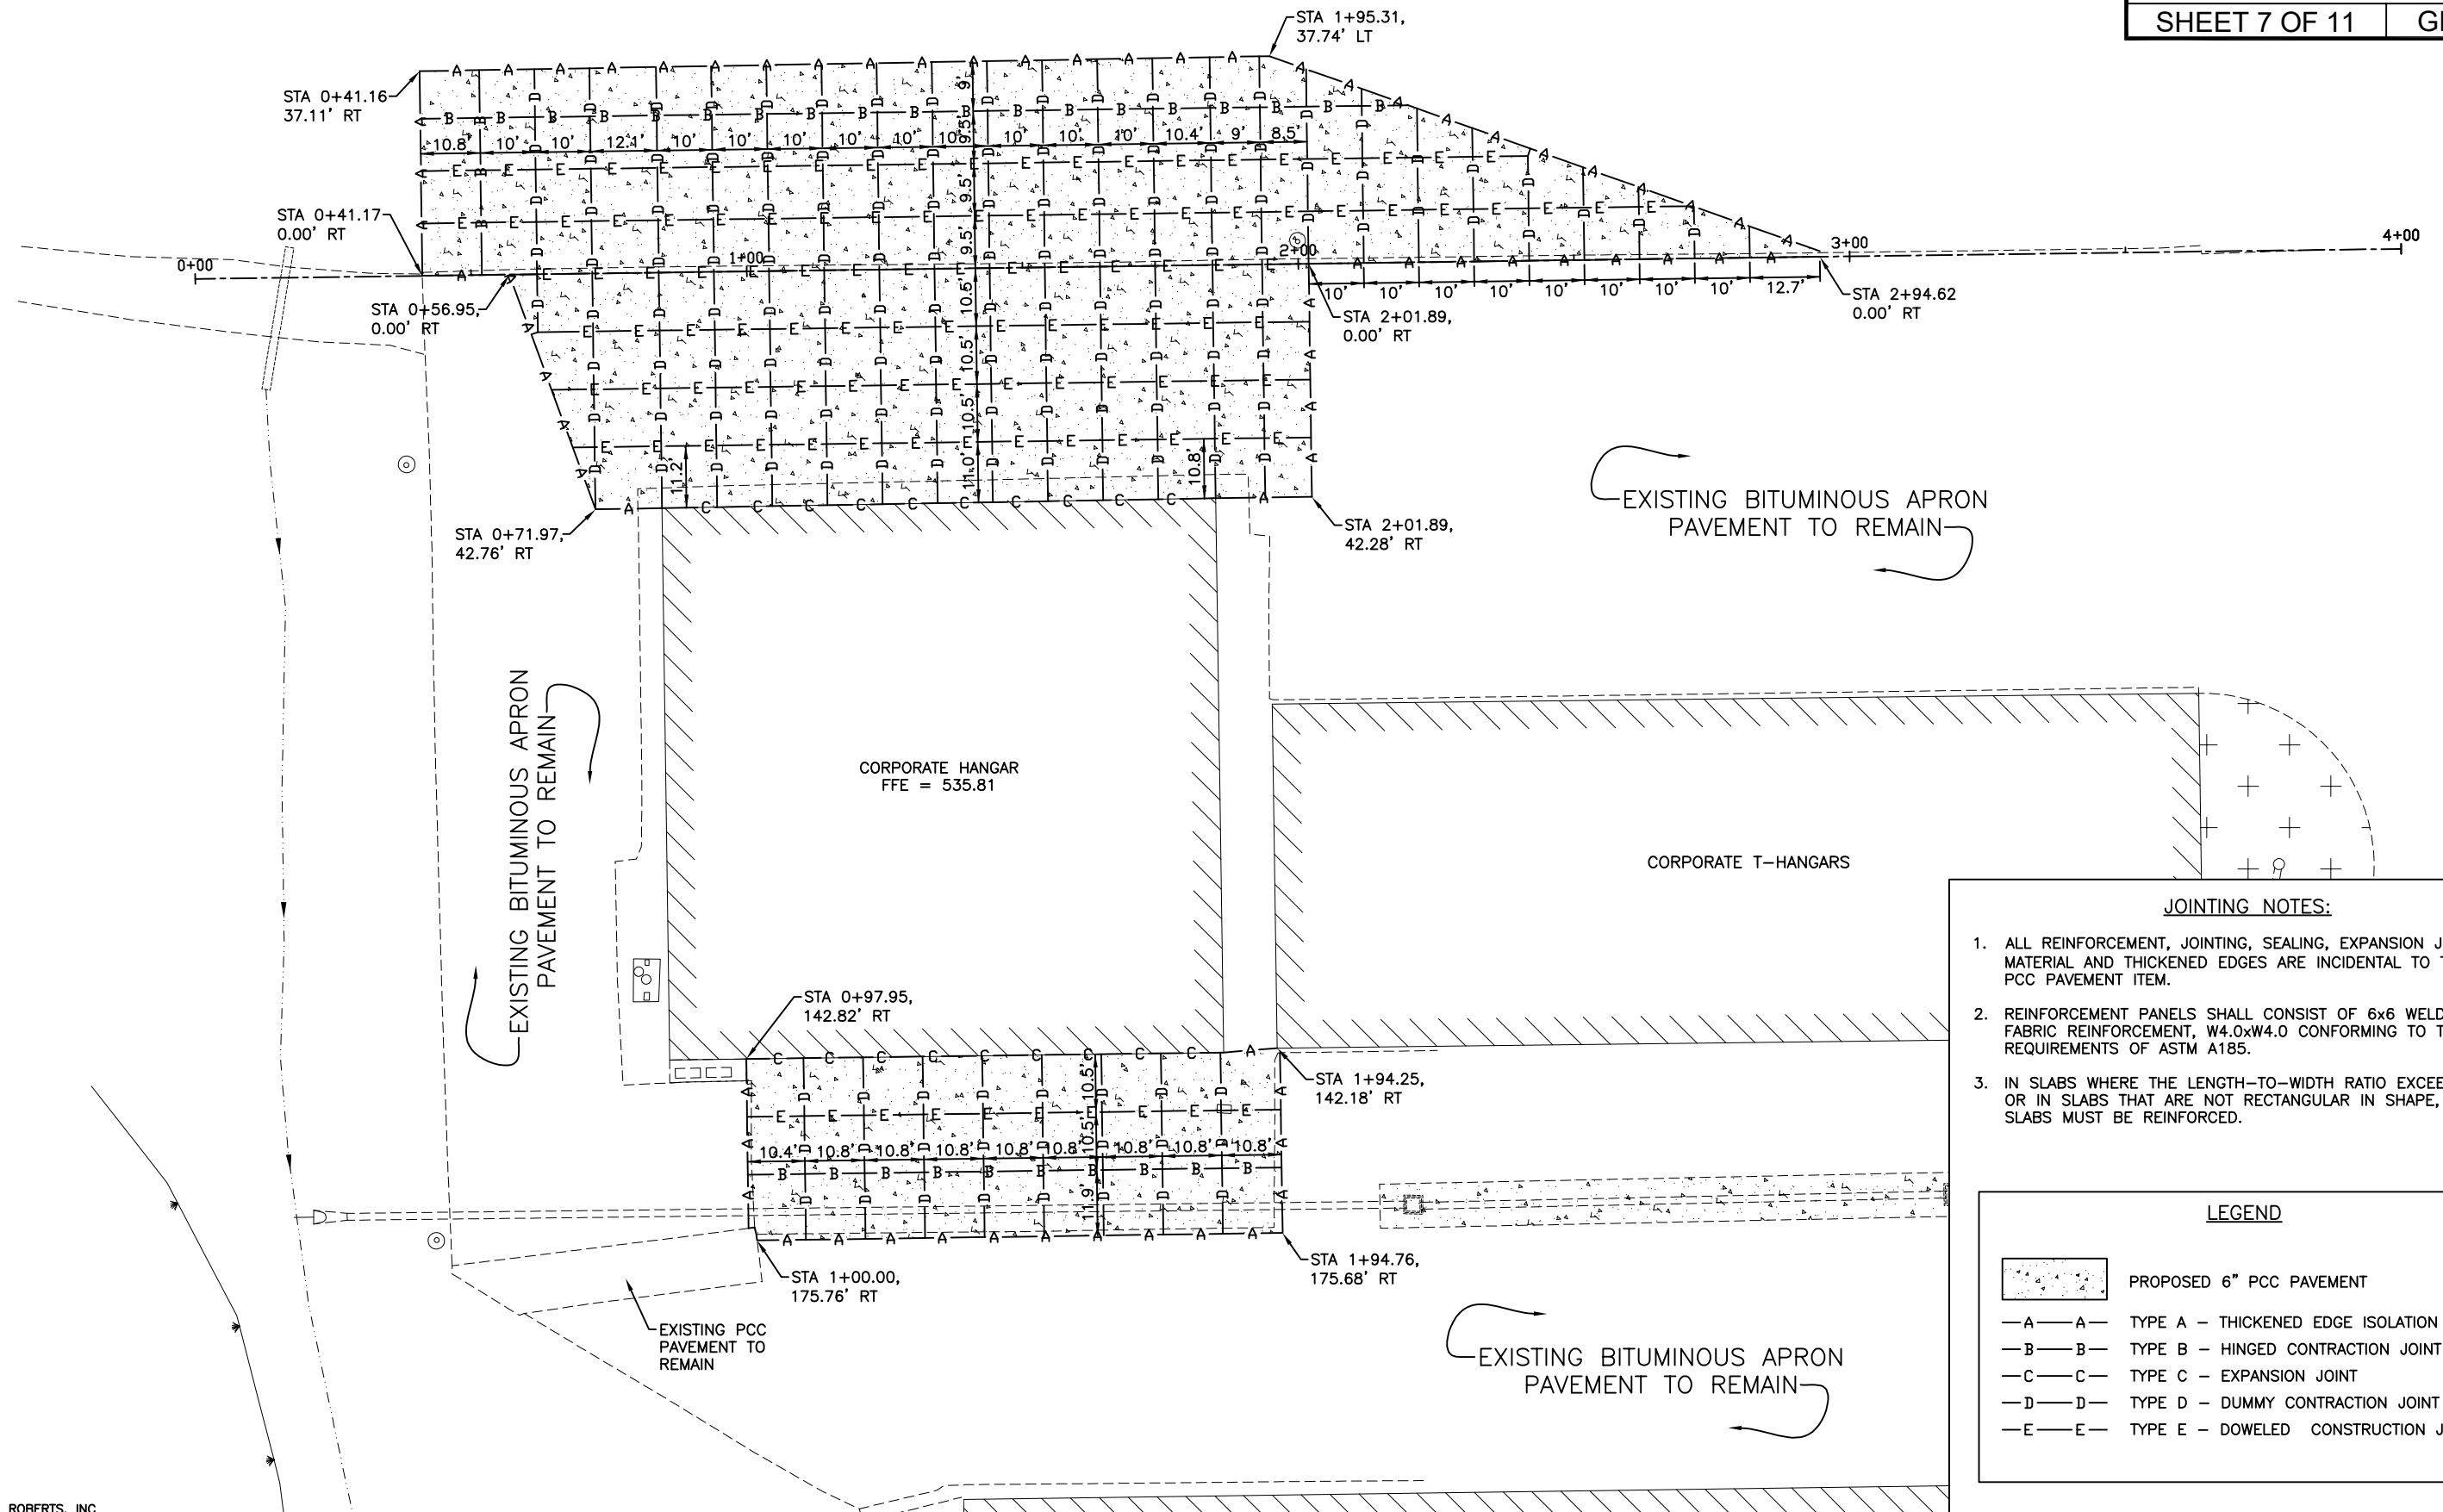 SHEET 7 OF 11
STA 1+95.31,
37.74' LT
STA 0+41.16
37.11' RT
9'
9.5'
9.5'
9.5'
10.5'
10.5'
10.5'
11.0'
10.8' 10' 10' 12.1' 10' 10' 10' 10' 10' 10' 10' 10' 10' 10.4' 9' 8.5'
STA 0+41.17
0.00' RT
0+00
1+00
2+00
3+00
4+00
10' 10' 10' 10' 10' 10' 10' 10' 12.7'
STA 0+56.95,
0.00' RT
STA 2+01.89,
0.00' RT
STA 2+94.62
0.00' RT
11.2'
10.8'
STA 0+71.97,
42.76' RT
STA 2+01.89,
42.28' RT
EXISTING BITUMINOUS APRON
PAVEMENT TO REMAIN
EXISTING BITUMINOUS APRON
PAVEMENT TO REMAIN
CORPORATE HANGAR
FFE = 535.81
CORPORATE T-HANGARS
STA 0+97.95,
142.82' RT
STA 1+94.25,
142.18' RT
10.5'
10.5'
11.9'
10.4' 10.8' 10.8' 10.8' 10.8' 10.8' 10.8' 10.8' 10.8'
STA 1+00.00,
175.76' RT
STA 1+94.76,
175.68' RT
EXISTING PCC
PAVEMENT TO
REMAIN
EXISTING BITUMINOUS APRON
PAVEMENT TO REMAIN
JOINTING NOTES:
1. ALL REINFORCEMENT, JOINTING, SEALING, EXPANSION
MATERIAL AND THICKENED EDGES ARE INCIDENTAL TO
PCC PAVEMENT ITEM.
2. REINFORCEMENT PANELS SHALL CONSIST OF 6x6
FABRIC REINFORCEMENT, W4.0xW4.0 CONFORMING TO
REQUIREMENTS OF ASTM A185.
3. IN SLABS WHERE THE LENGTH-TO-WIDTH RATIO
OR IN SLABS THAT ARE NOT RECTANGULAR IN SHAPE,
SLABS MUST BE REINFORCED.
LEGEND
PROPOSED 6" PCC PAVEMENT
A A TYPE A - THICKENED EDGE ISOLATION
B B TYPE B - HINGED CONTRACTION JOINT
C C TYPE C - EXPANSION JOINT
D D TYPE D - DUMMY CONTRACTION JOINT
E E TYPE E - DOWELED CONSTRUCTION
ROBERTS, INC